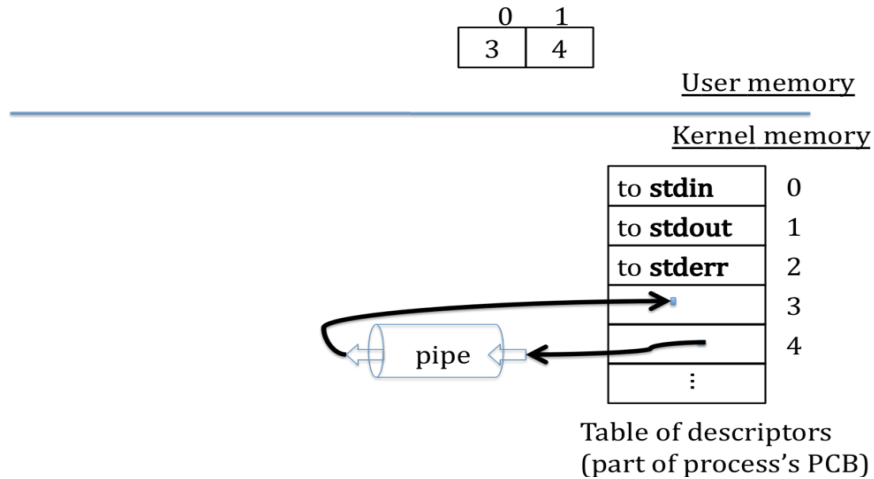 0 1
3 4
User memory
Kernel memory
to stdin 0
to stdout 1
to stderr 2
3
pipe 4
⋮
Table of descriptors
(part of process’s PCB)